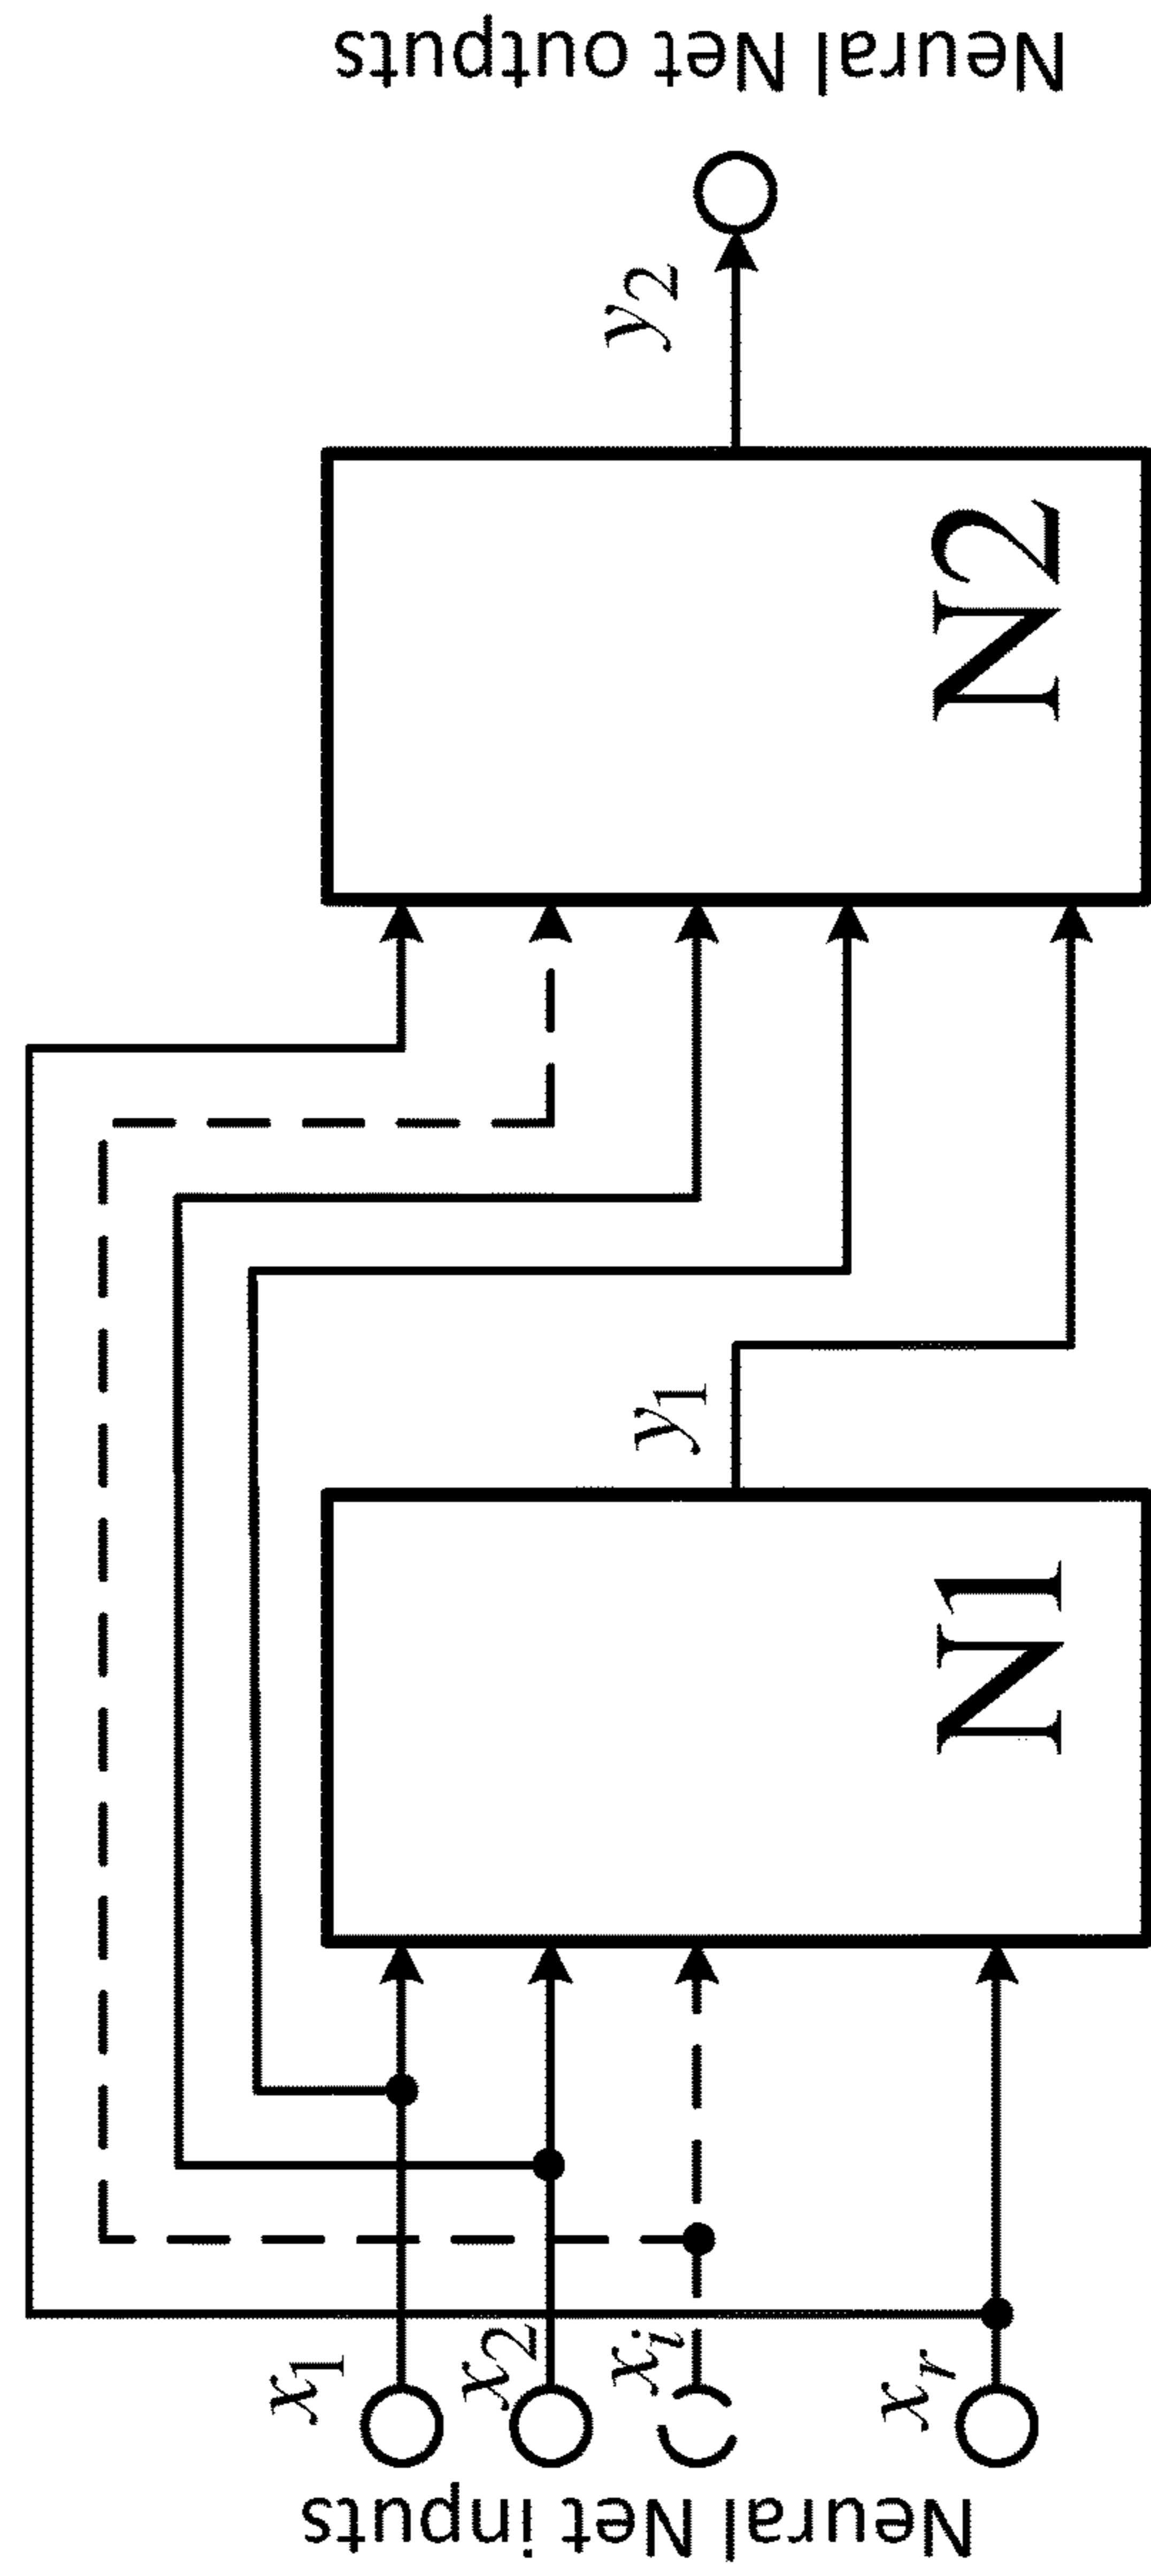 Neural Net inputs
x1
x2
xi
xr
N1
y1
N2
y2
Neural Net outputs